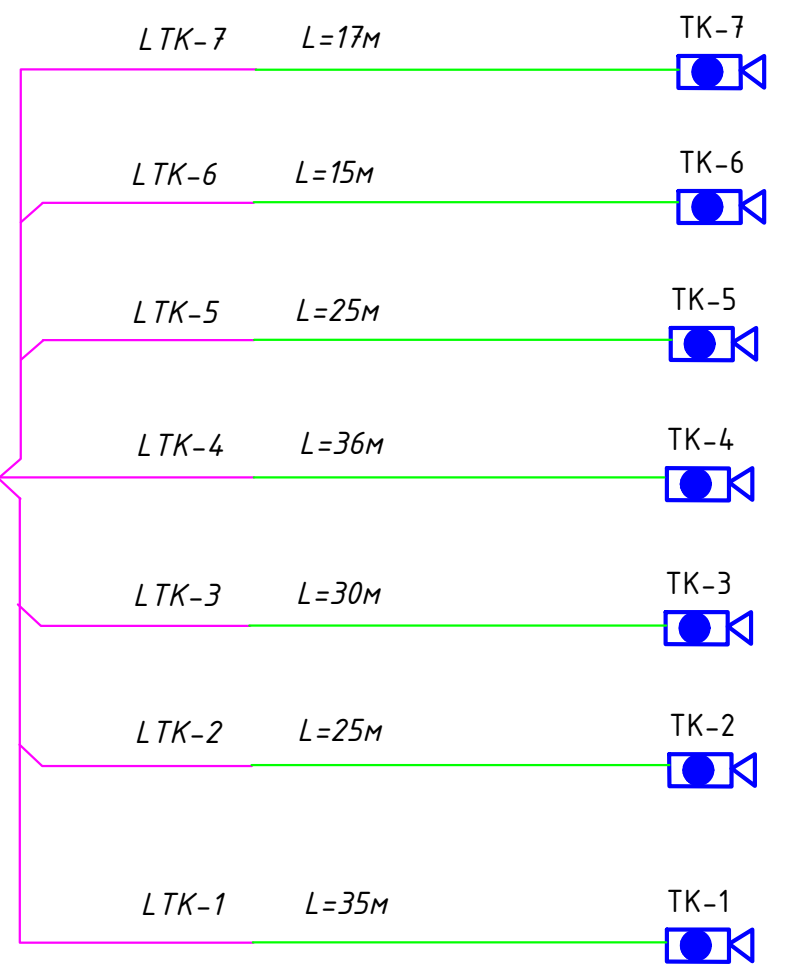 LTK-7 L=17м TK-7
LTK-6 L=15м TK-6
LTK-5 L=25м TK-5
LTK-4 L=36м TK-4
LTK-3 L=30м TK-3
LTK-2 L=25м TK-2
LTK-1 L=35м TK-1